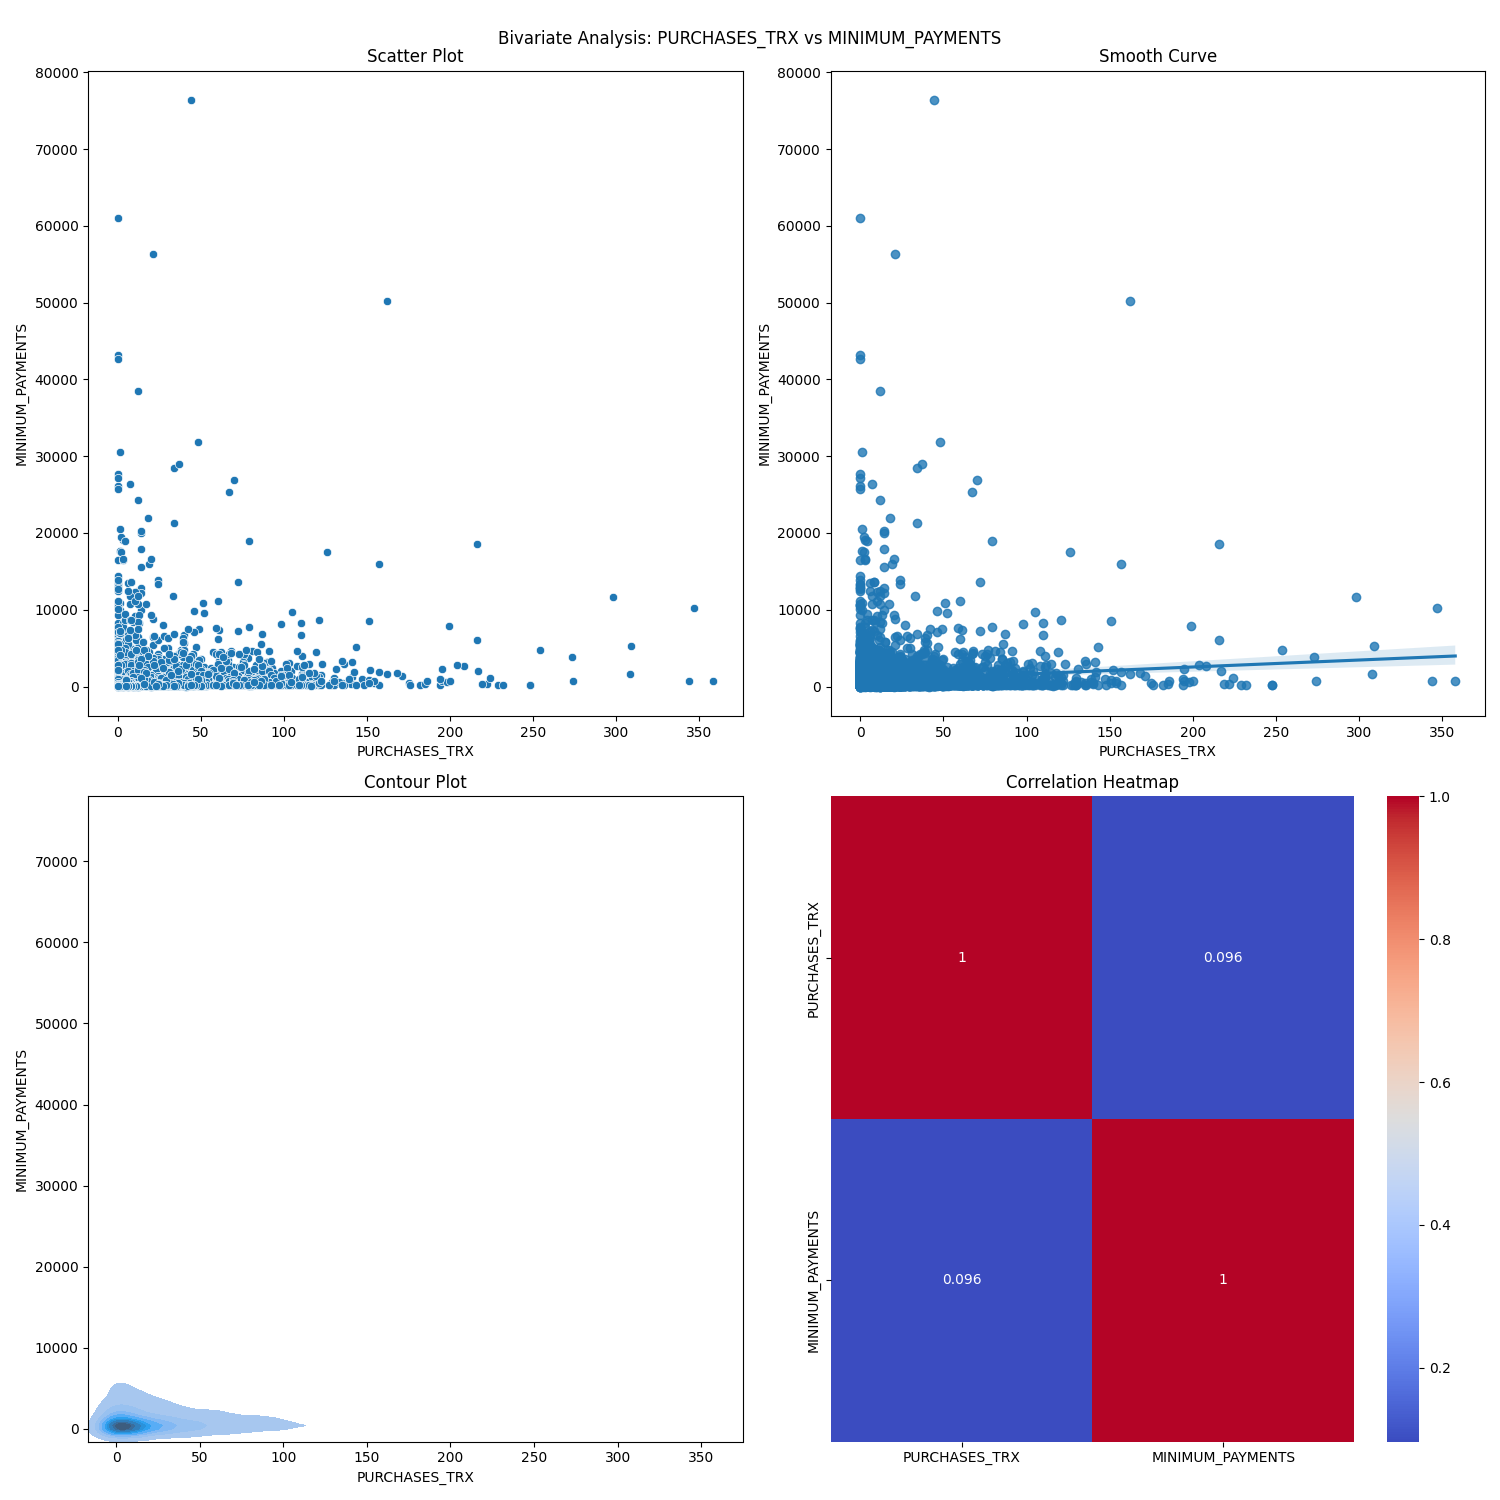 Bivariate Analysis: PURCHASES_TRX vs MINIMUM_PAYMENTS
Scatter Plot
80000
70000
60000
50000
40000
30000
20000
10000
0
MINIMUM_PAYMENTS
0 50 100 150 200 250 300 350
PURCHASES_TRX
Smooth Curve
80000
70000
60000
50000
40000
30000
20000
10000
0
MINIMUM_PAYMENTS
0 50 100 150 200 250 300 350
PURCHASES_TRX
Contour Plot
70000
60000
50000
40000
30000
20000
10000
0
MINIMUM_PAYMENTS
0 50 100 150 200 250 300 350
PURCHASES_TRX
Correlation Heatmap
PURCHASES_TRX
MINIMUM_PAYMENTS
1 0.096
0.096 1
PURCHASES_TRX MINIMUM_PAYMENTS
1.0
0.8
0.6
0.4
0.2